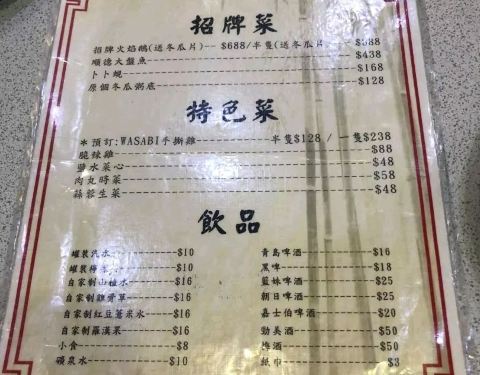 招牌菜
招牌火焰鵝(送冬瓜片)-- $688/半隻(送冬瓜片 $388
順德大盤魚 $438
卜卜蜆 $168
原個冬瓜粥底 $128
特色菜
*預訂:WASABI手撕雞 半隻$128 / 一隻$238
脆辣雞 $88
鹽水菜心 $48
肉丸時菜 $58
蒜蓉生菜 $48
飲品
罐裝汽水 $10
罐裝檸 $10
自家制山楂水 $16
自家制雞骨草 $16
自家制紅豆薏米水 $16
自家制羅漢果 $16
小食 $8
礦泉水 $10
青島啤酒 $16
黑啤 $18
藍妹啤酒 $25
朝日啤酒 $25
嘉士伯啤酒 $20
勁美酒 $50
啤酒 $50
紙巾 $3